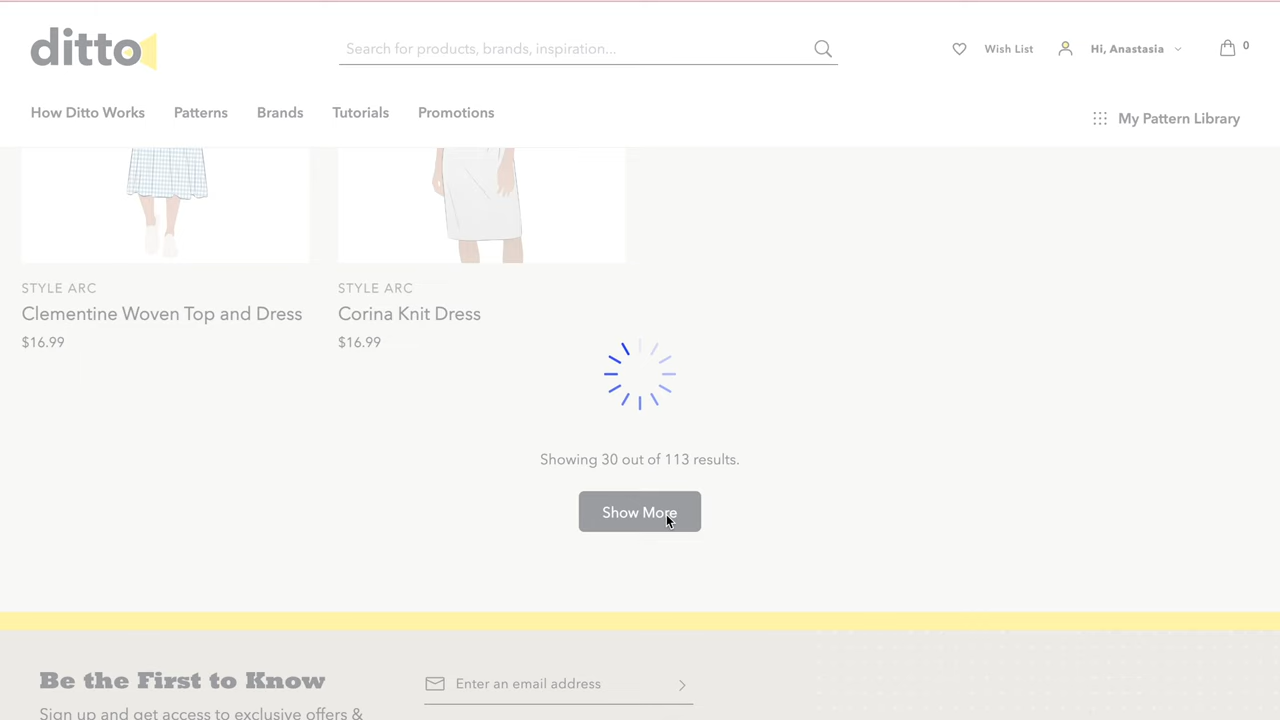 ditto
Search for products, brands, inspiration...
Wish List
Hi, Anastasia
0
How Ditto Works
Patterns
Brands
Tutorials
Promotions
My Pattern Library
STYLE ARC
Clementine Woven Top and Dress
$16.99
STYLE ARC
Corina Knit Dress
$16.99
Showing 30 out of 113 results.
Show More
Be the First to Know
Sign up and get access to exclusive offers &
Enter an email address